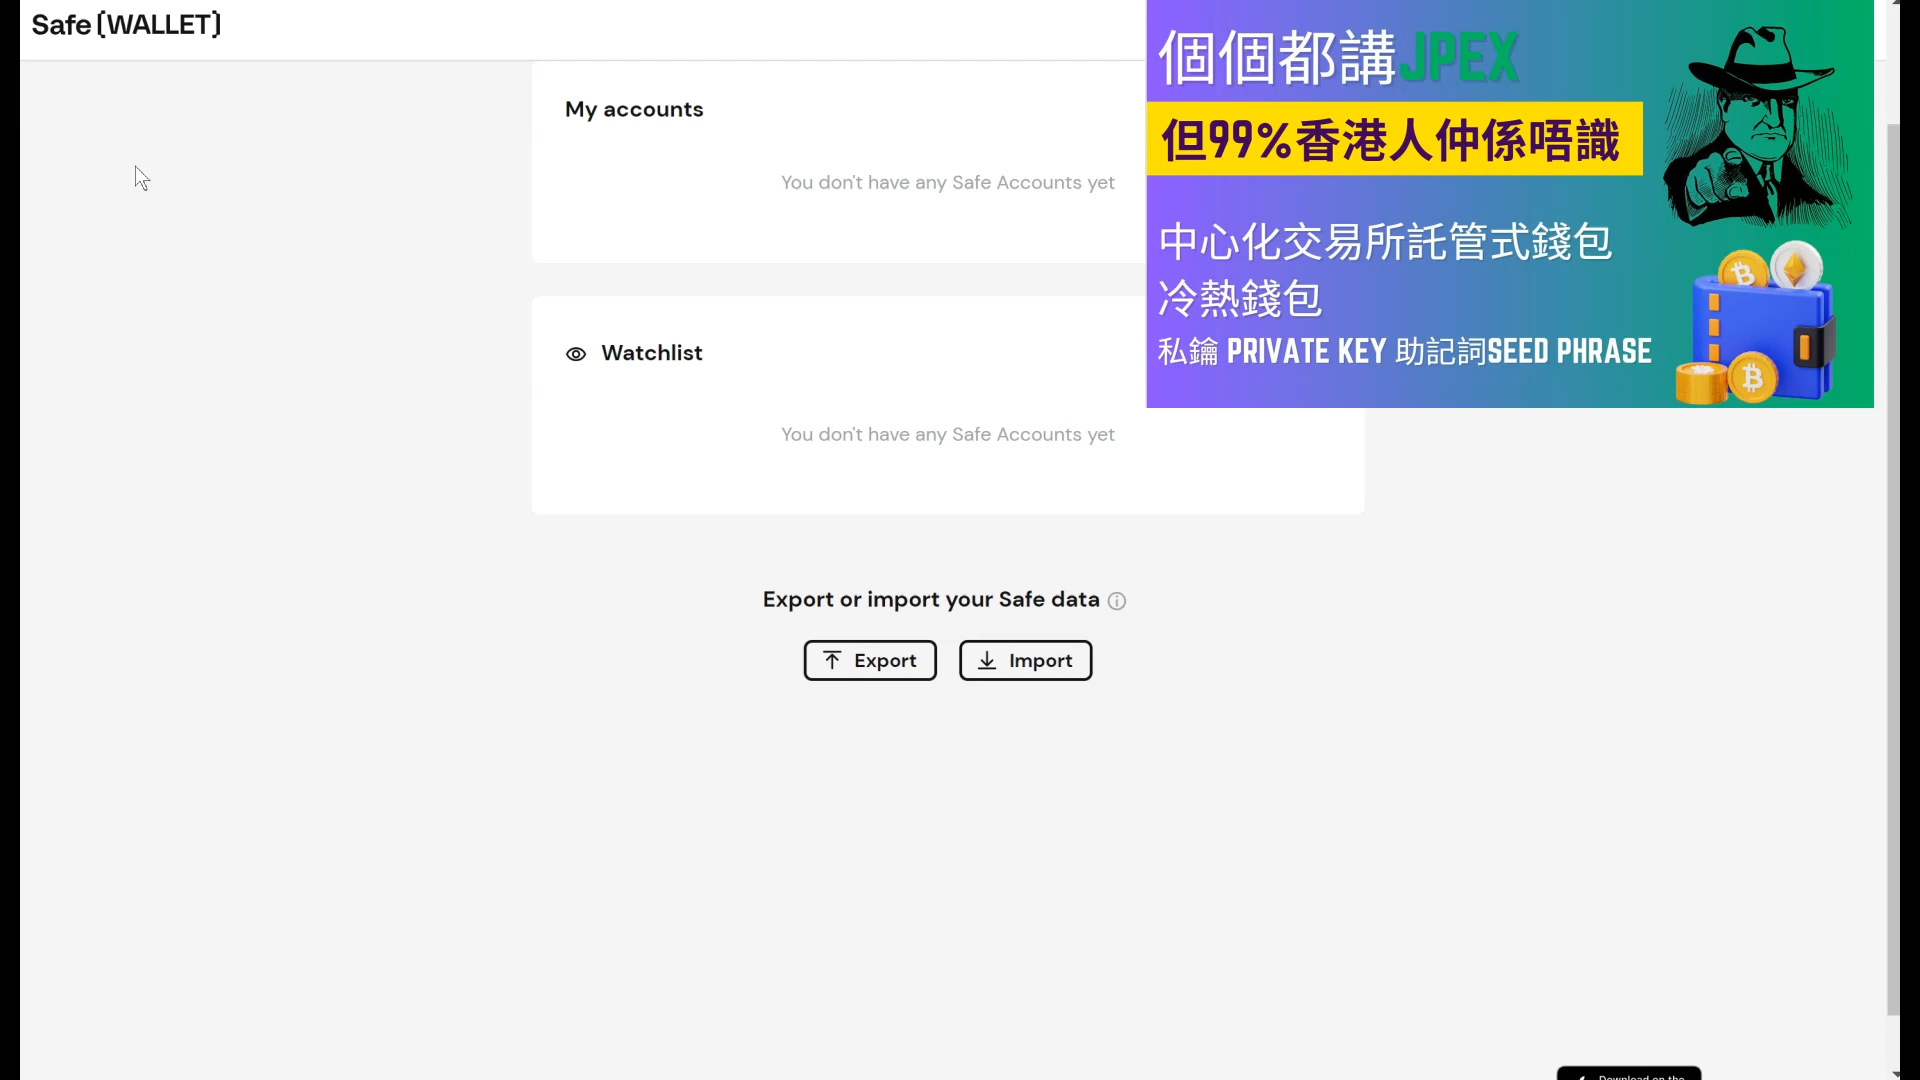 Safe{WALLET}
My accounts
You don't have any Safe Accounts yet
Watchlist
You don't have any Safe Accounts yet
Export or import your Safe data
Export
Import
個個都講JPEX
但99%香港人仲係唔識
中心化交易所託管式錢包
冷熱錢包
私鑰 PRIVATE KEY 助記詞SEED PHRASE
Download on the